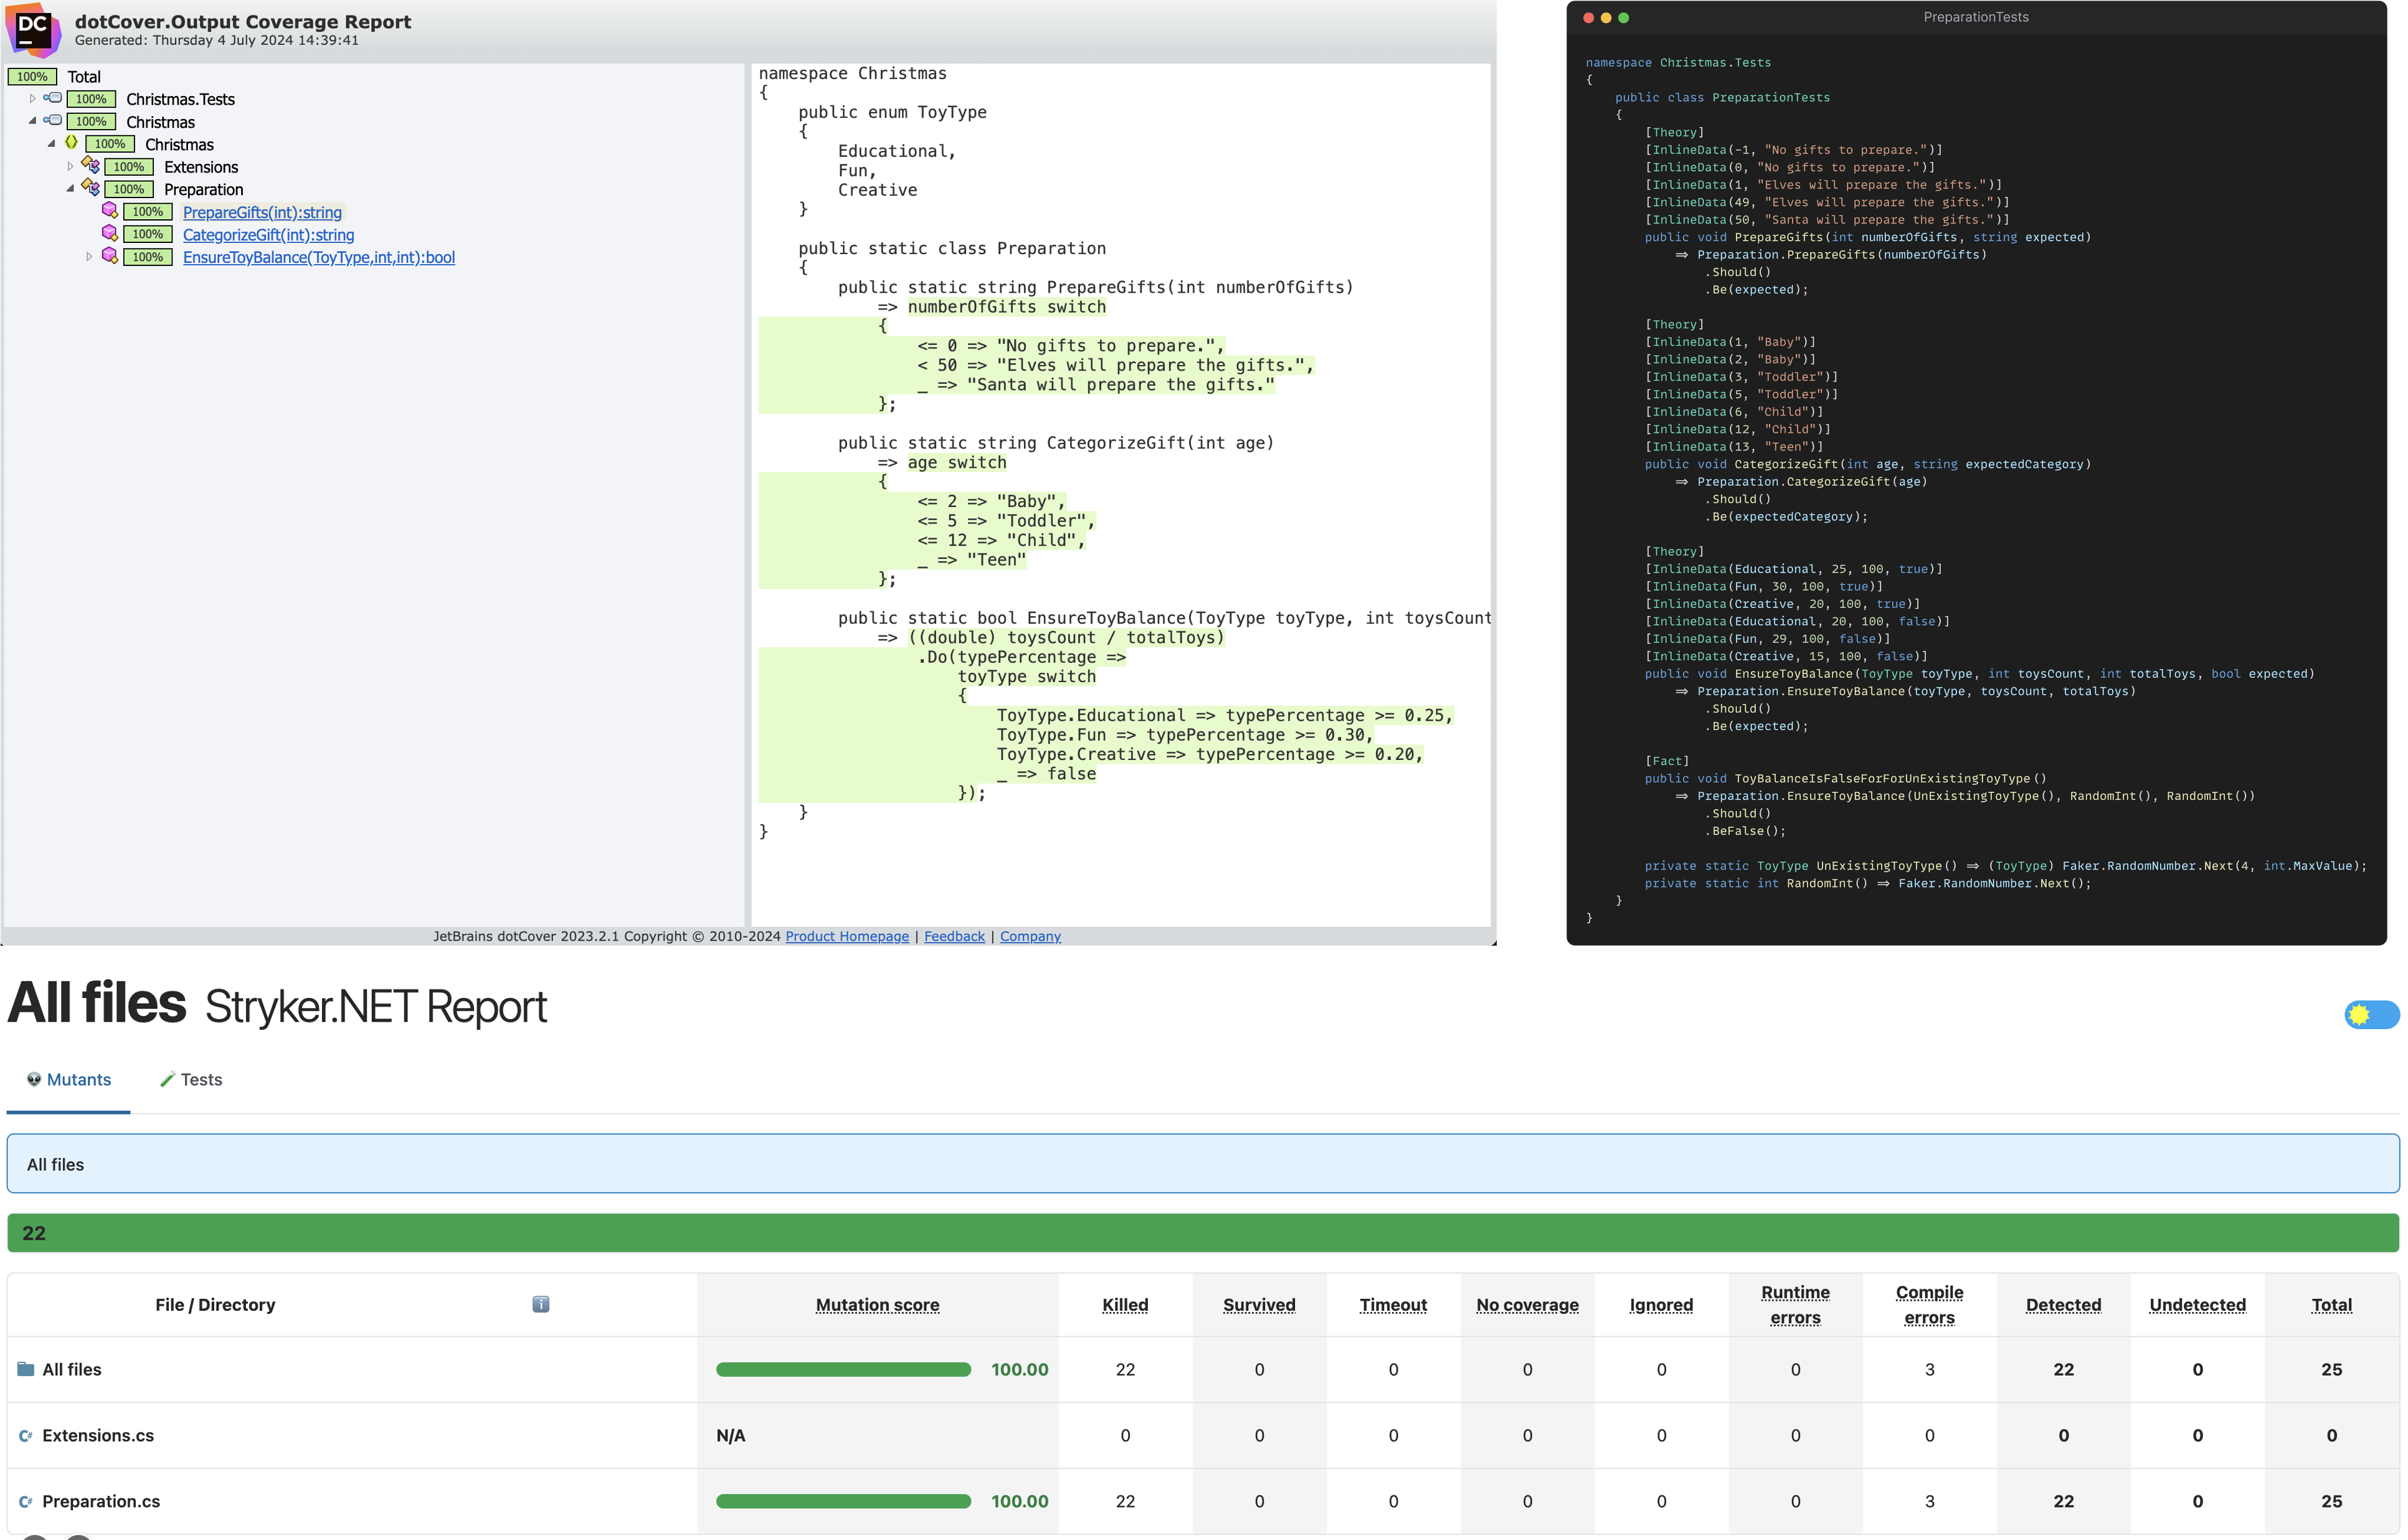 DC
dotCover.Output Coverage Report
Generated: Thursday 4 July 2024 14:39:41
100% Total
100% Christmas.Tests
100% Christmas
100% Christmas
100% Extensions
100% Preparation
100% PrepareGifts(int):string
100% CategorizeGift(int):string
100% EnsureToyBalance(ToyType,int,int):bool
namespace Christmas
{
    public enum ToyType
    {
        Educational,
        Fun,
        Creative
    }
    public static class Preparation
    {
        public static string PrepareGifts(int numberOfGifts)
            => numberOfGifts switch
            {
                <= 0 => "No gifts to prepare.",
                < 50 => "Elves will prepare the gifts.",
                _ => "Santa will prepare the gifts."
            };
        public static string CategorizeGift(int age)
            => age switch
            {
                <= 2 => "Baby",
                <= 5 => "Toddler",
                <= 12 => "Child",
                _ => "Teen"
            };
        public static bool EnsureToyBalance(ToyType toyType, int toysCount
            => ((double) toysCount / totalToys)
                .Do(typePercentage =>
                    toyType switch
                    {
                        ToyType.Educational => typePercentage >= 0.25,
                        ToyType.Fun => typePercentage >= 0.30,
                        ToyType.Creative => typePercentage >= 0.20,
                        _ => false
                    });
    }
}
JetBrains dotCover 2023.2.1 Copyright © 2010-2024 Product Homepage | Feedback | Company
PreparationTests
namespace Christmas.Tests
{
    public class PreparationTests
    {
        [Theory]
        [InlineData(-1, "No gifts to prepare.")]
        [InlineData(0, "No gifts to prepare.")]
        [InlineData(1, "Elves will prepare the gifts.")]
        [InlineData(49, "Elves will prepare the gifts.")]
        [InlineData(50, "Santa will prepare the gifts.")]
        public void PrepareGifts(int numberOfGifts, string expected)
            => Preparation.PrepareGifts(numberOfGifts)
                .Should()
                .Be(expected);
        [Theory]
        [InlineData(1, "Baby")]
        [InlineData(2, "Baby")]
        [InlineData(3, "Toddler")]
        [InlineData(5, "Toddler")]
        [InlineData(6, "Child")]
        [InlineData(12, "Child")]
        [InlineData(13, "Teen")]
        public void CategorizeGift(int age, string expectedCategory)
            => Preparation.CategorizeGift(age)
                .Should()
                .Be(expectedCategory);
        [Theory]
        [InlineData(Educational, 25, 100, true)]
        [InlineData(Fun, 30, 100, true)]
        [InlineData(Creative, 20, 100, true)]
        [InlineData(Educational, 20, 100, false)]
        [InlineData(Fun, 29, 100, false)]
        [InlineData(Creative, 15, 100, false)]
        public void EnsureToyBalance(ToyType toyType, int toysCount, int totalToys, bool expected)
            => Preparation.EnsureToyBalance(toyType, toysCount, totalToys)
                .Should()
                .Be(expected);
        [Fact]
        public void ToyBalanceIsFalseForForUnExistingToyType()
            => Preparation.EnsureToyBalance(UnExistingToyType(), RandomInt(), RandomInt())
                .Should()
                .BeFalse();
        private static ToyType UnExistingToyType() => (ToyType) Faker.RandomNumber.Next(4, int.MaxValue);
        private static int RandomInt() => Faker.RandomNumber.Next();
    }
}
All files Stryker.NET Report
Mutants Tests
All files
22
File / Directory Mutation score Killed Survived Timeout No coverage Ignored Runtime errors Compile errors Detected Undetected Total
All files 100.00 22 0 0 0 0 0 3 22 0 25
C# Extensions.cs N/A 0 0 0 0 0 0 0 0 0 0
C# Preparation.cs 100.00 22 0 0 0 0 0 3 22 0 25